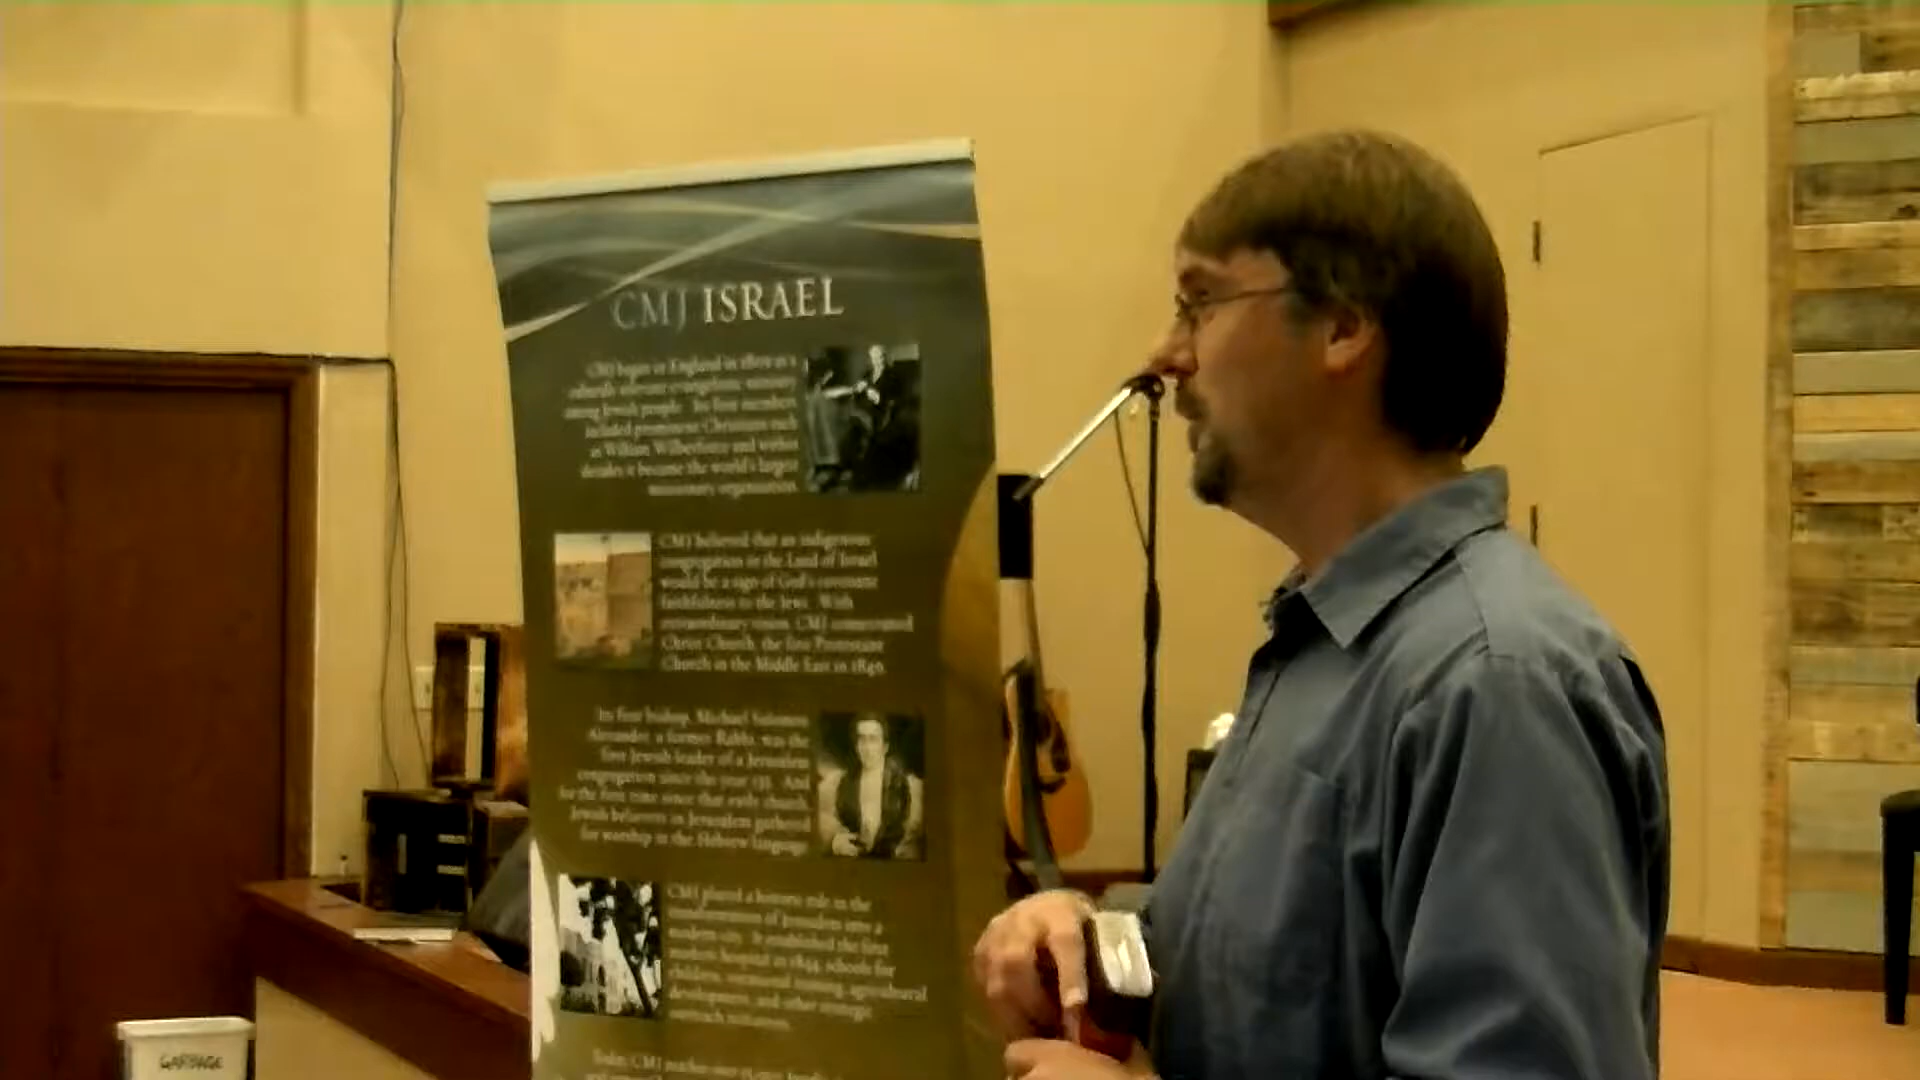 CMJ ISRAEL
CMJ began in England in 1809 as a
culturally relevant evangelistic ministry
among Jewish people. Its first members
included prominent Christians such
as William Wilberforce and within
decades it became the world's largest
missionary organization.
CMJ believed that an indigenous
congregation in the Land of Israel
would be a sign of God's covenant
faithfulness to the Jews. With
extraordinary vision, CMJ consecrated
Christ Church, the first Protestant
Church in the Middle East in 1849.
Its first bishop, Michael Solomon
Alexander, a former Rabbi, was the
first Jewish leader of a Jerusalem
congregation since the year 135. And
for the first time since that early church,
Jewish believers in Jerusalem gathered
for worship in the Hebrew language
CMJ played a historic role in the
transformation of Jerusalem into a
modern city. It established the first
modern hospital in 1844, schools for
children, vocational training, agricultural
development, and other strategic
outreach initiatives.
Today, CMJ
GARBAGE